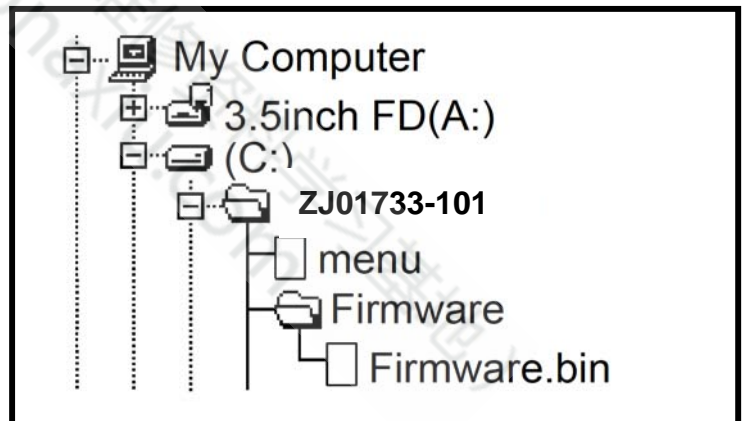 My Computer
3.5inch FD(A:)
(C:)
ZJ01733-101
menu
Firmware
Firmware.bin